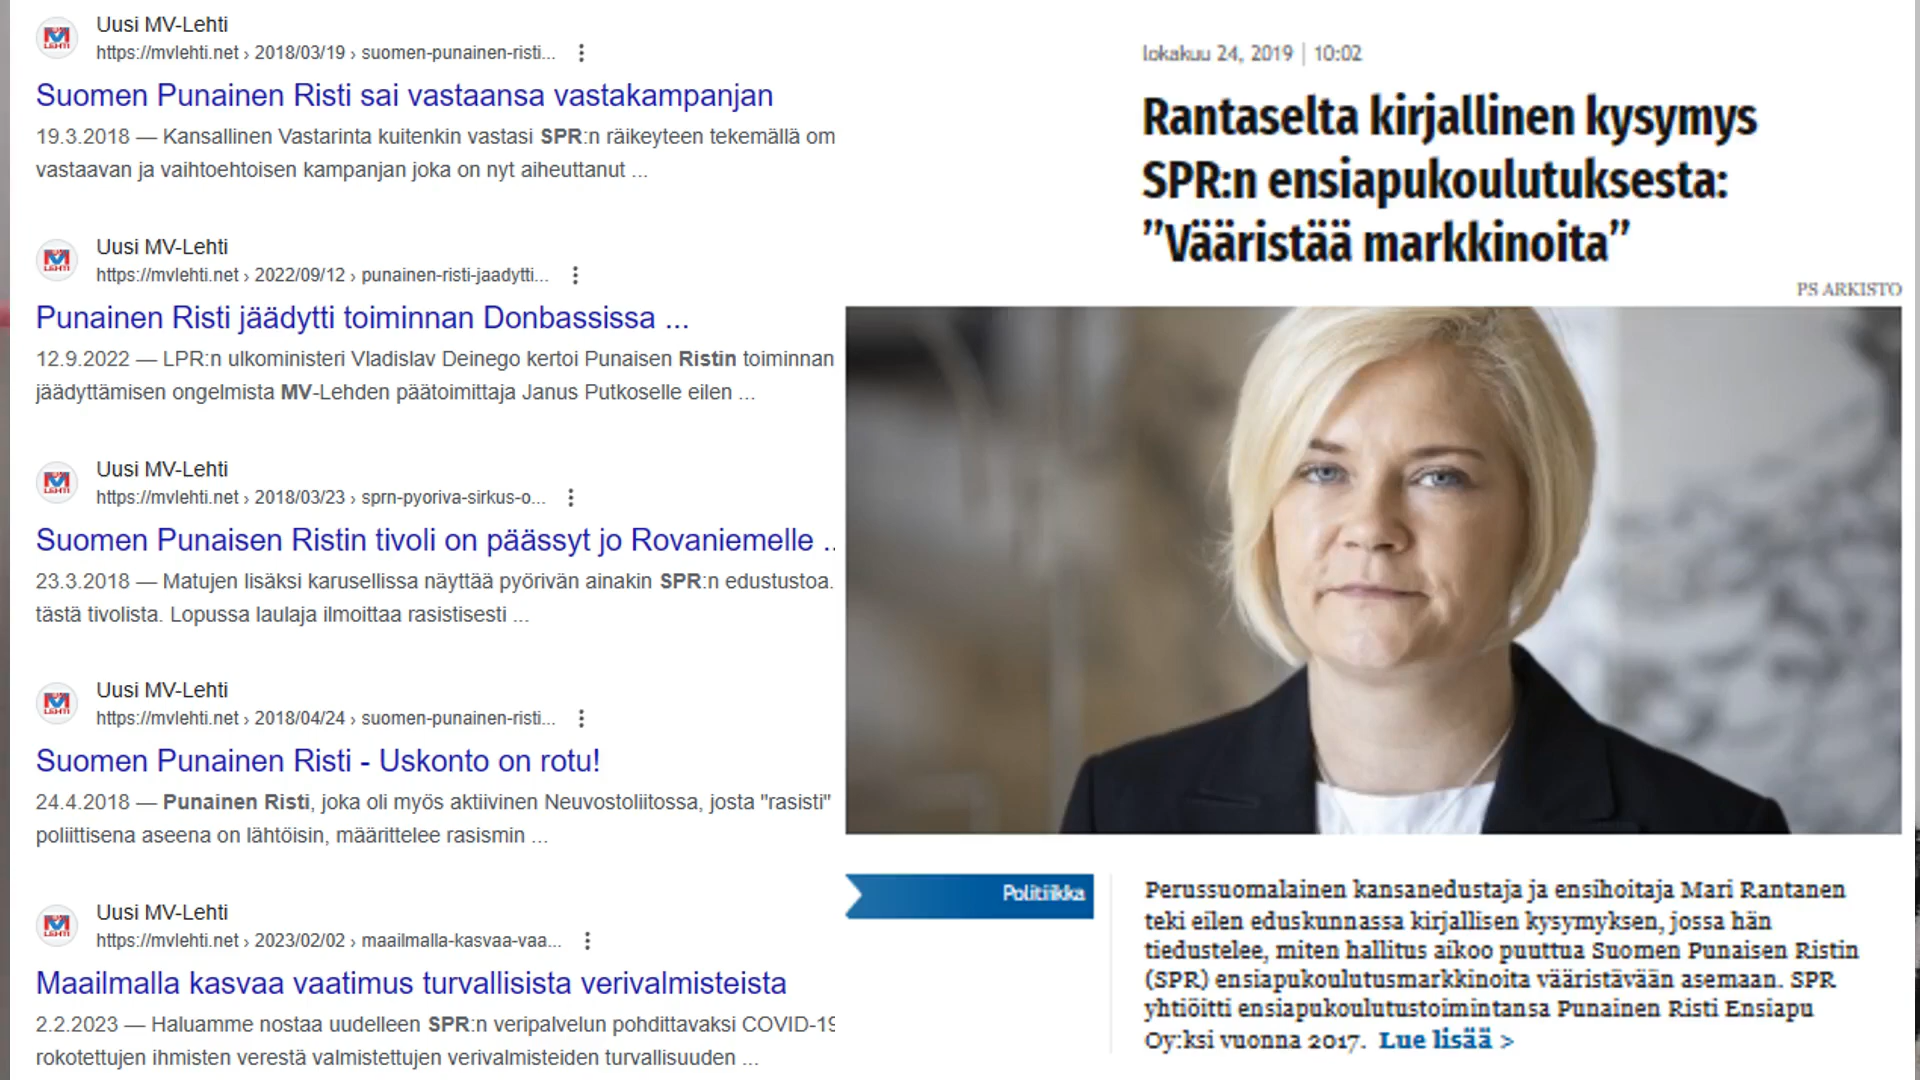 Uusi MV-Lehti
https://mvlehti.net › 2018/03/19 › suomen-punainen-risti...
Suomen Punainen Risti sai vastaansa vastakampanjan
19.3.2018 — Kansallinen Vastarinta kuitenkin vastasi SPR:n räikeyteen tekemällä om
vastaavan ja vaihtoehtoisen kampanjan joka on nyt aiheuttanut ...
Uusi MV-Lehti
https://mvlehti.net › 2022/09/12 › punainen-risti-jaadytti...
Punainen Risti jäädytti toiminnan Donbassissa ...
12.9.2022 — LPR:n ulkoministeri Vladislav Deinego kertoi Punaisen Ristin toiminnan
jäädyttämisen ongelmista MV-Lehden päätoimittaja Janus Putkoselle eilen ...
Uusi MV-Lehti
https://mvlehti.net › 2018/03/23 › sprn-pyoriva-sirkus-o...
Suomen Punaisen Ristin tivoli on päässyt jo Rovaniemelle ..
23.3.2018 — Matujen lisäksi karusellissa näyttää pyörivän ainakin SPR:n edustustoa.
tästä tivolista. Lopussa laulaja ilmoittaa rasistisesti ...
Uusi MV-Lehti
https://mvlehti.net › 2018/04/24 › suomen-punainen-risti...
Suomen Punainen Risti - Uskonto on rotu!
24.4.2018 — Punainen Risti, joka oli myös aktiivinen Neuvostoliitossa, josta "rasisti"
poliittisena aseena on lähtöisin, määrittelee rasismin ...
Uusi MV-Lehti
https://mvlehti.net › 2023/02/02 › maailmalla-kasvaa-vaa...
Maailmalla kasvaa vaatimus turvallisista verivalmisteista
2.2.2023 — Haluamme nostaa uudelleen SPR:n veripalvelun pohdittavaksi COVID-19
rokotettujen ihmisten verestä valmistettujen verivalmisteiden turvallisuuden ...
lokakuu 24, 2019 | 10:02
Rantaselta kirjallinen kysymys
SPR:n ensiapukoulutuksesta:
”Vääristää markkinoita”
PS ARKISTO
Politiikka
Perussuomalainen kansanedustaja ja ensihoitaja Mari Rantanen
teki eilen eduskunnassa kirjallisen kysymyksen, jossa hän
tiedustelee, miten hallitus aikoo puuttua Suomen Punaisen Ristin
(SPR) ensiapukoulutusmarkkinoita vääristävään asemaan. SPR
yhtiöitti ensiapukoulutustoimintansa Punainen Risti Ensiapu
Oy:ksi vuonna 2017. Lue lisää >